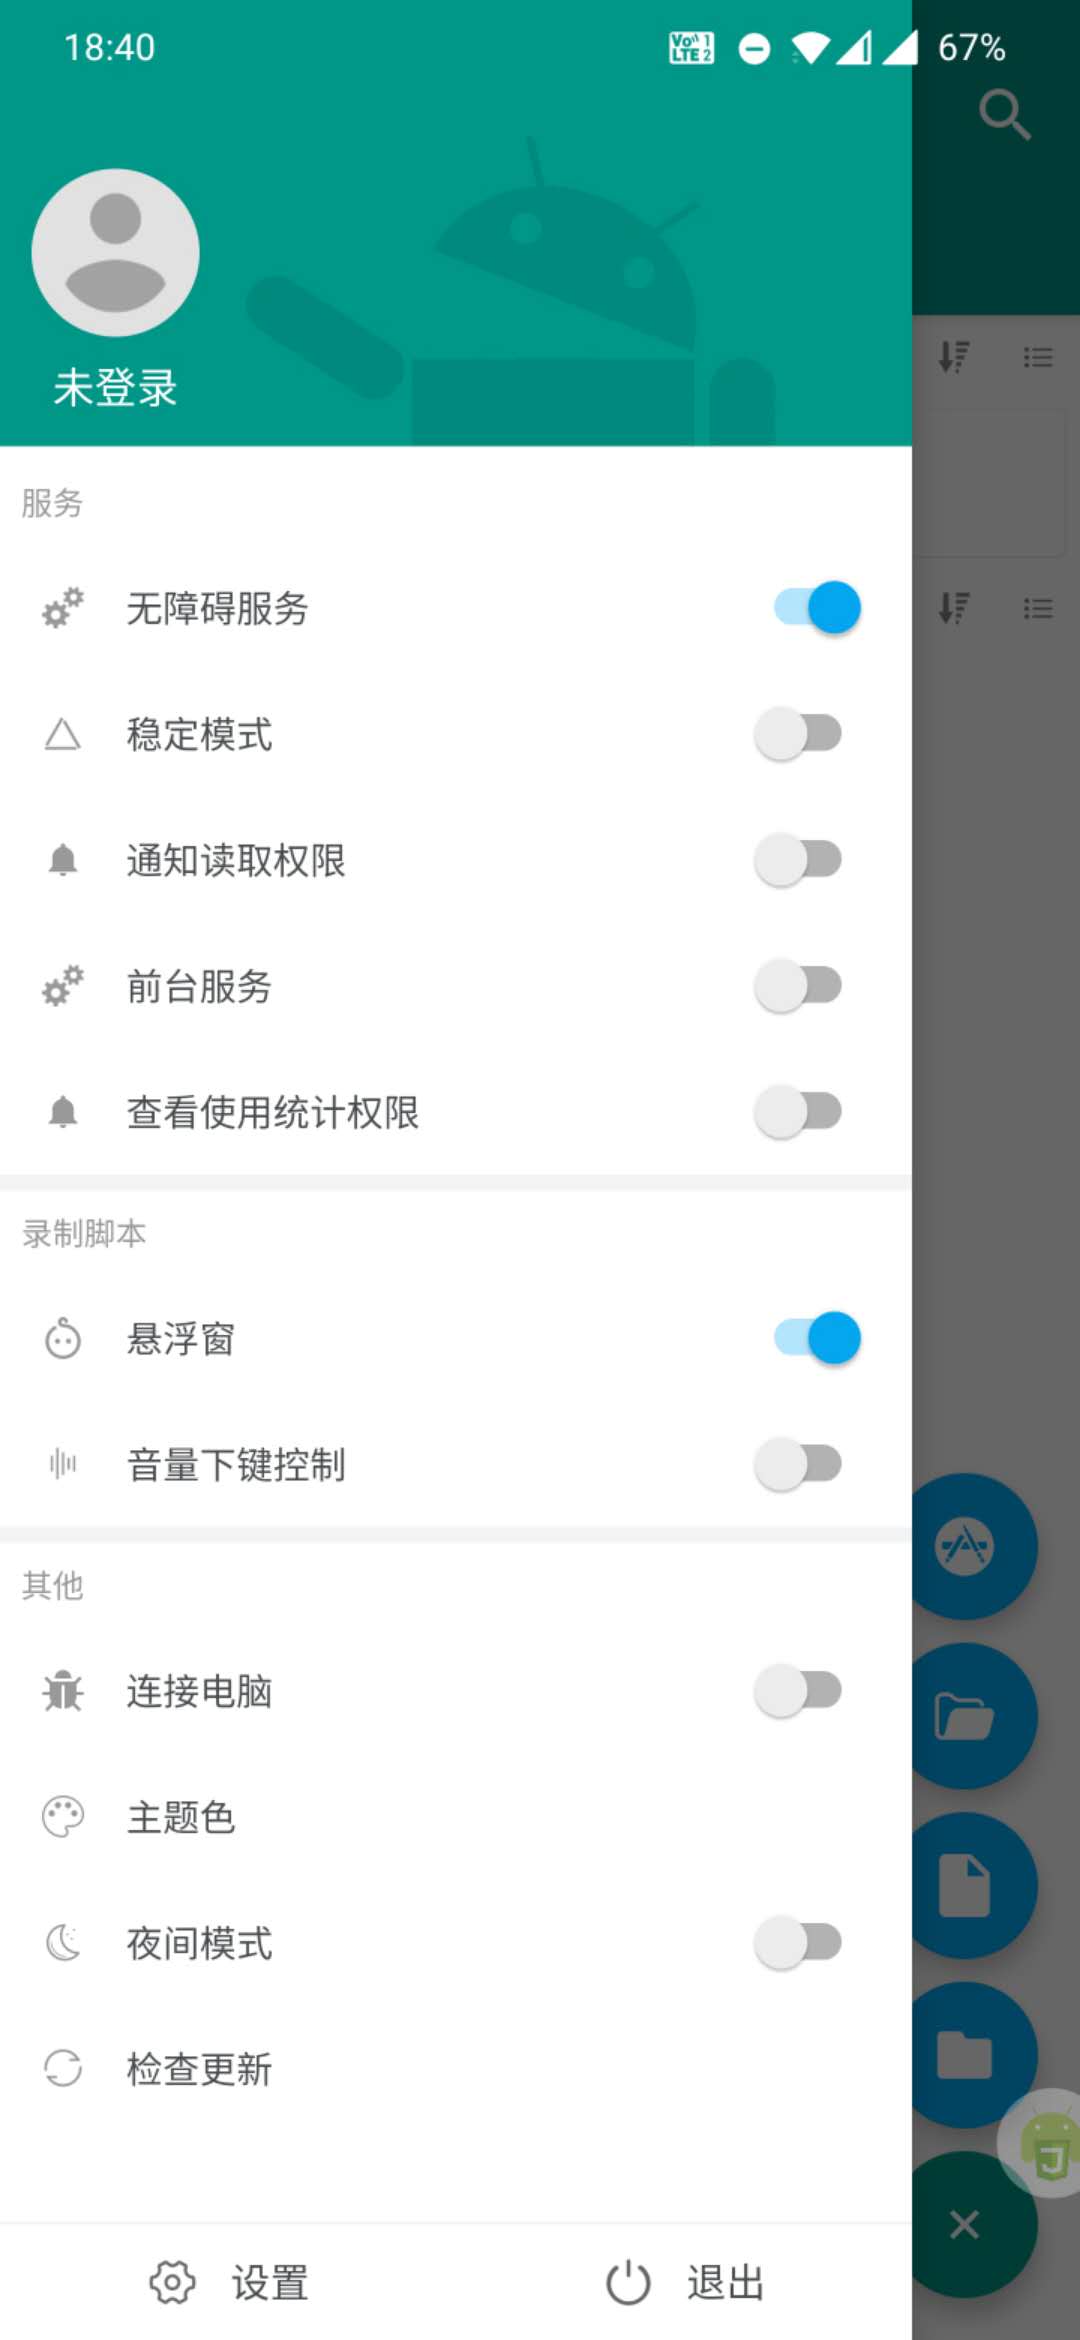 18:40
Vo)) 1
LTE 2
67%
未登录
服务
无障碍服务
稳定模式
通知读取权限
前台服务
查看使用统计权限
录制脚本
悬浮窗
音量下键控制
其他
连接电脑
主题色
夜间模式
检查更新
J
设置
退出